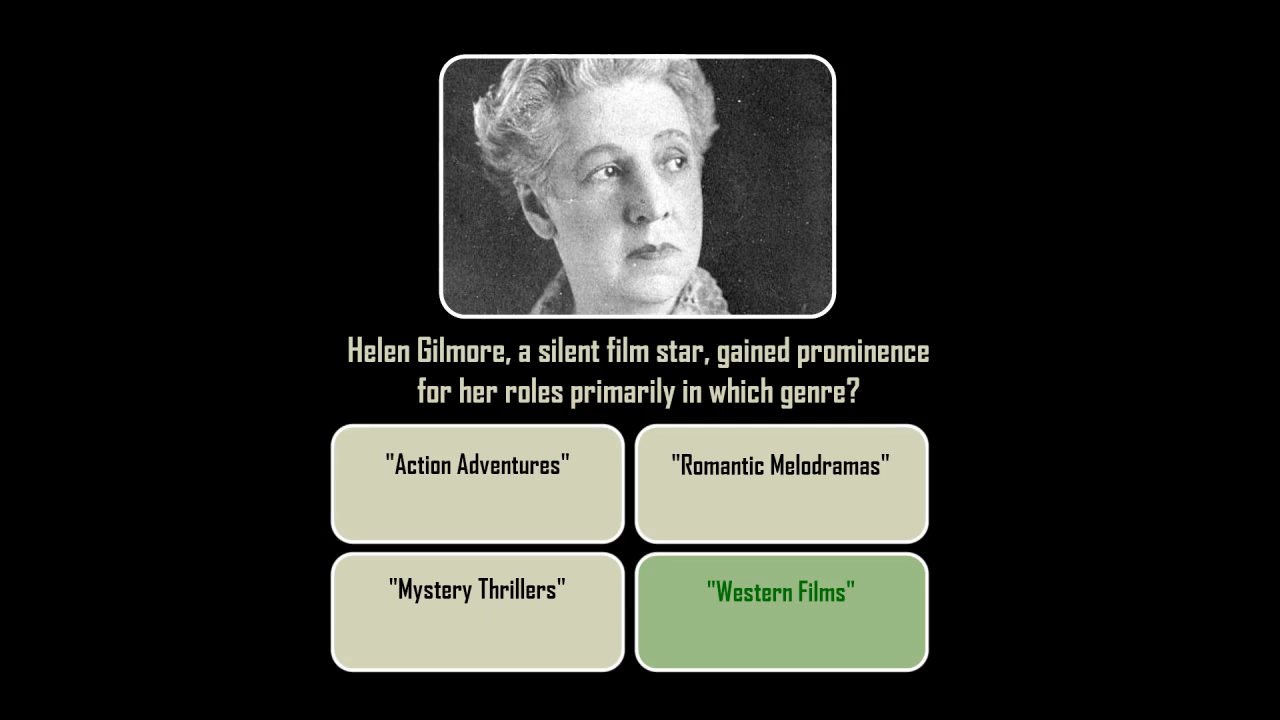 Helen Gilmore, a silent film star, gained prominence
for her roles primarily in which genre?
"Action Adventures"
"Romantic Melodramas"
"Mystery Thrillers"
"Western Films"